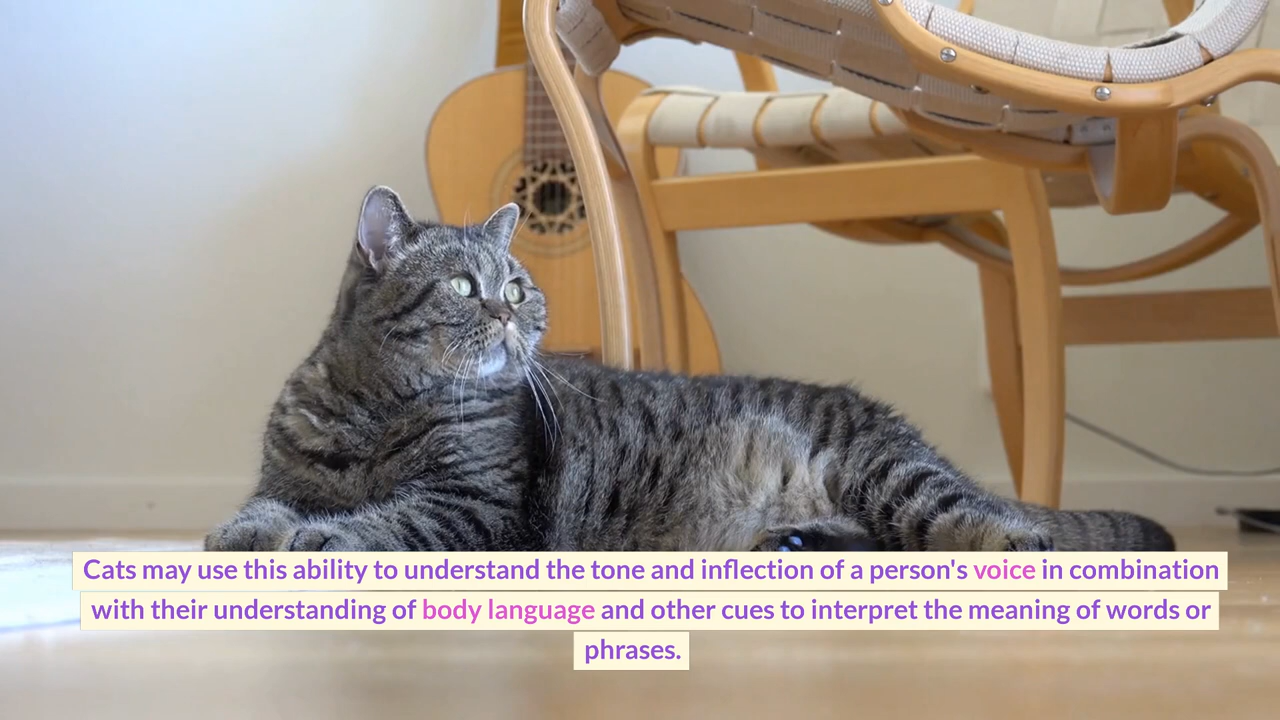 Cats may use this ability to understand the tone and inflection of a person's voice in combination
with their understanding of body language and other cues to interpret the meaning of words or
phrases.